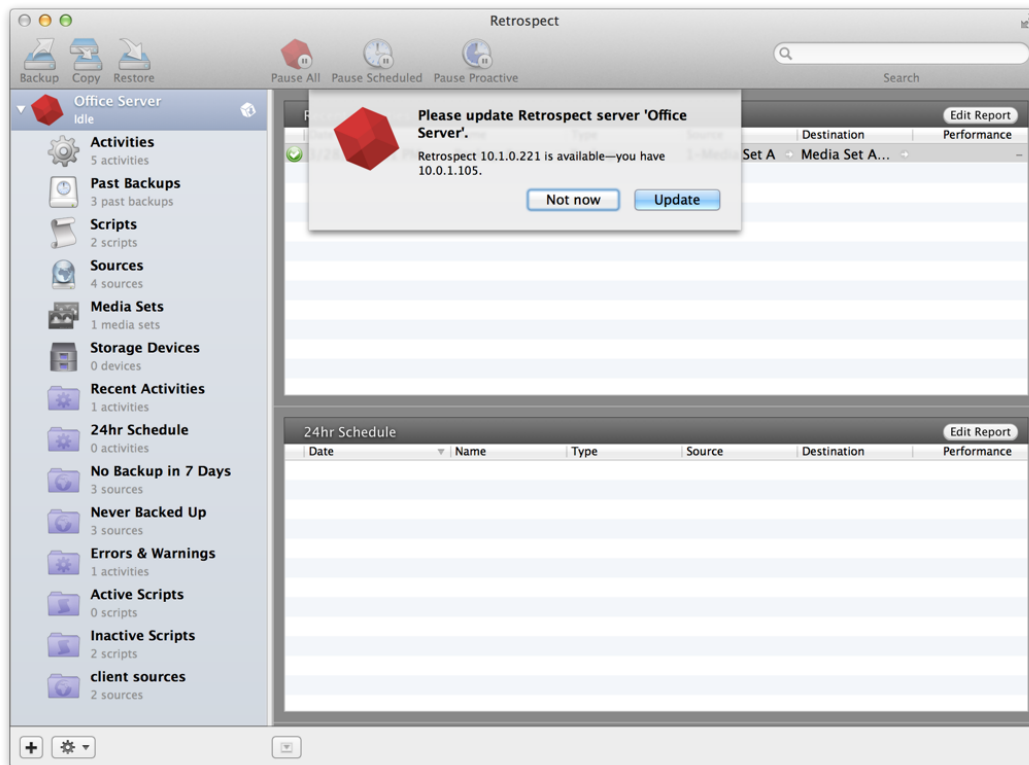 Retrospect
Backup Copy Restore Pause All Pause Scheduled Pause Proactive Search
Office Server
Idle
Activities
5 activities
Past Backups
3 past backups
Scripts
2 scripts
Sources
4 sources
Media Sets
1 media sets
Storage Devices
0 devices
Recent Activities
1 activities
24hr Schedule
0 activities
No Backup in 7 Days
3 sources
Never Backed Up
3 sources
Errors & Warnings
1 activities
Active Scripts
0 scripts
Inactive Scripts
2 scripts
client sources
2 sources
Please update Retrospect server 'Office
Server'.
Retrospect 10.1.0.221 is available—you have
10.0.1.105.
Not now Update
Edit Report
Destination Performance
Set A Media Set A... –
24hr Schedule Edit Report
Date Name Type Source Destination Performance